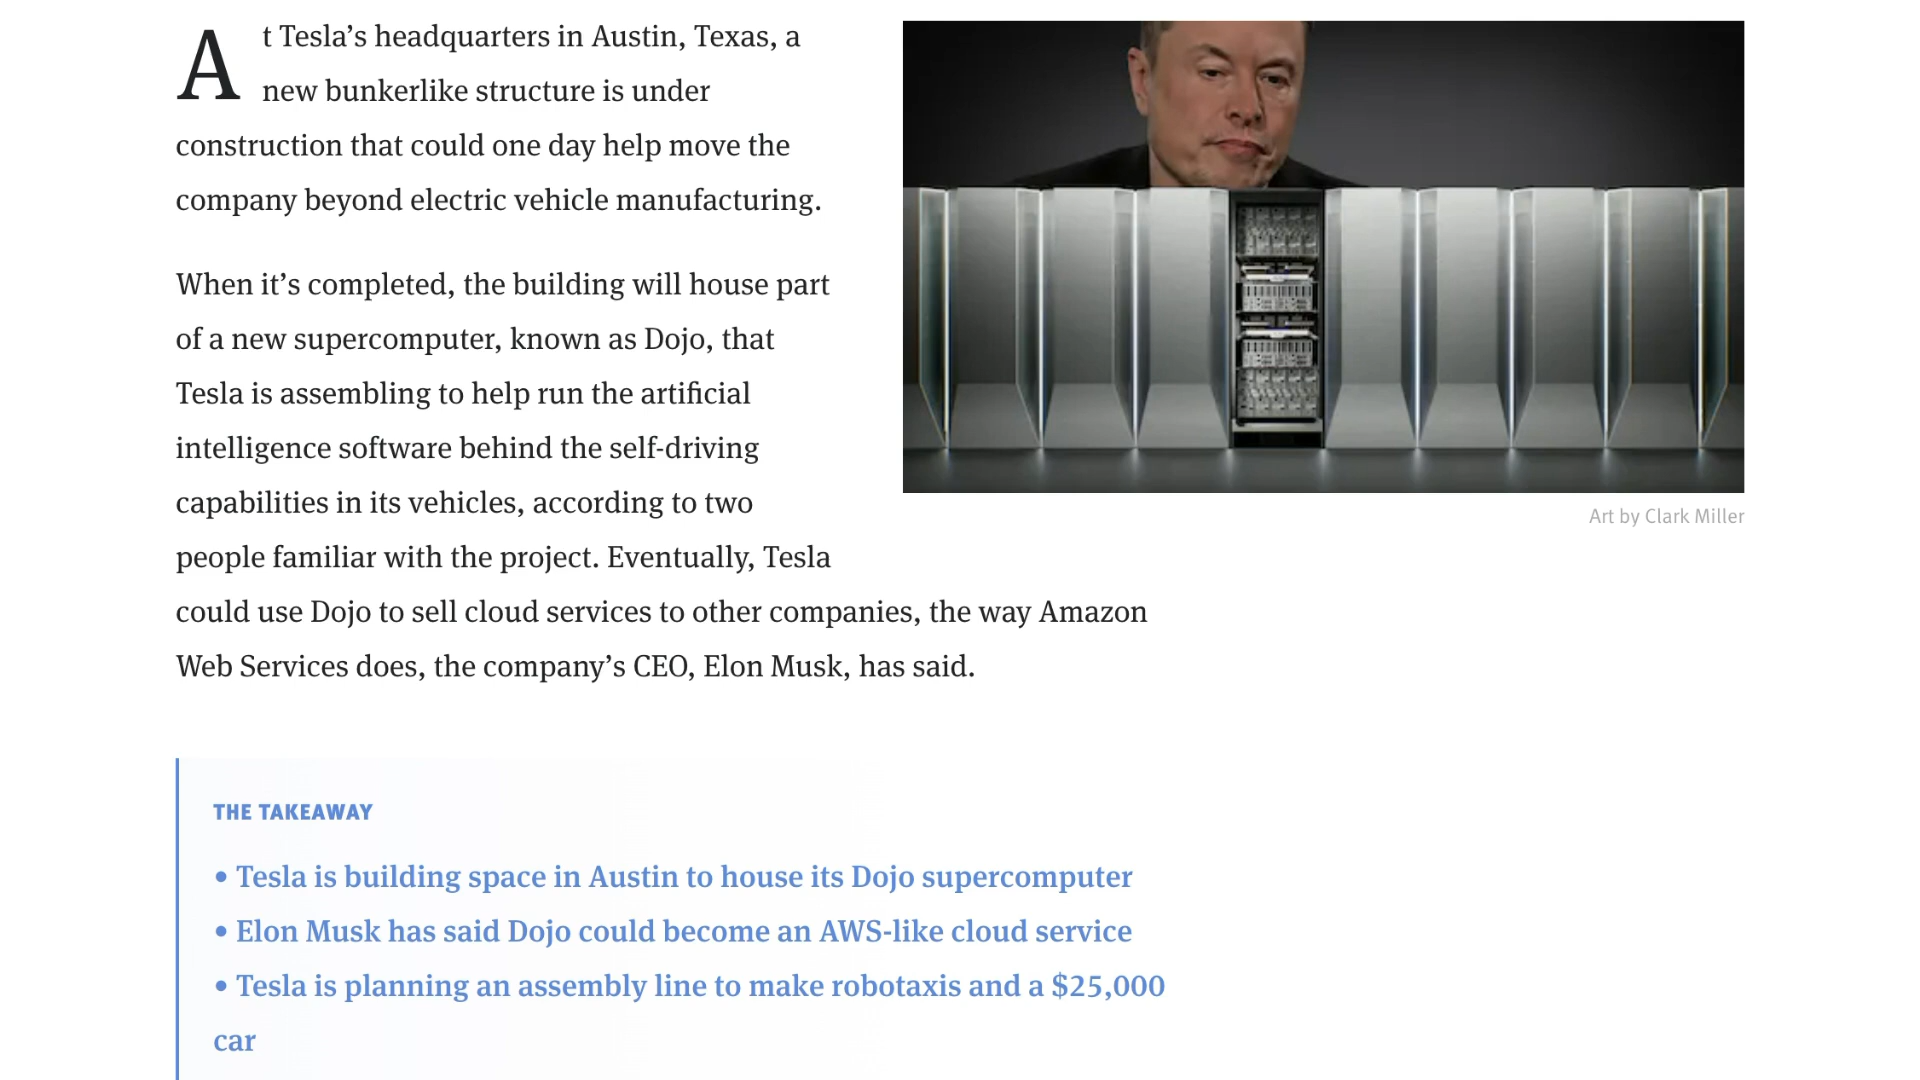 At Tesla’s headquarters in Austin, Texas, a
new bunkerlike structure is under
construction that could one day help move the
company beyond electric vehicle manufacturing.
When it’s completed, the building will house part
of a new supercomputer, known as Dojo, that
Tesla is assembling to help run the artificial
intelligence software behind the self-driving
capabilities in its vehicles, according to two
people familiar with the project. Eventually, Tesla
could use Dojo to sell cloud services to other companies, the way Amazon
Web Services does, the company’s CEO, Elon Musk, has said.
Art by Clark Miller
THE TAKEAWAY
• Tesla is building space in Austin to house its Dojo supercomputer
• Elon Musk has said Dojo could become an AWS-like cloud service
• Tesla is planning an assembly line to make robotaxis and a $25,000
car